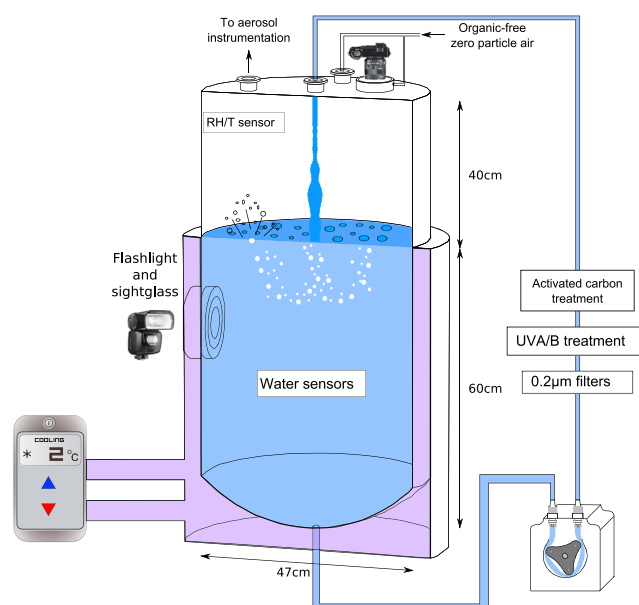 To aerosol
instrumentation
Organic-free
zero particle air
RH/T sensor
40cm
Flashlight
and
sightglass
Activated carbon
treatment
UVA/B treatment
0.2µm filters
Water sensors
60cm
COOLING
* 2 °C
47cm